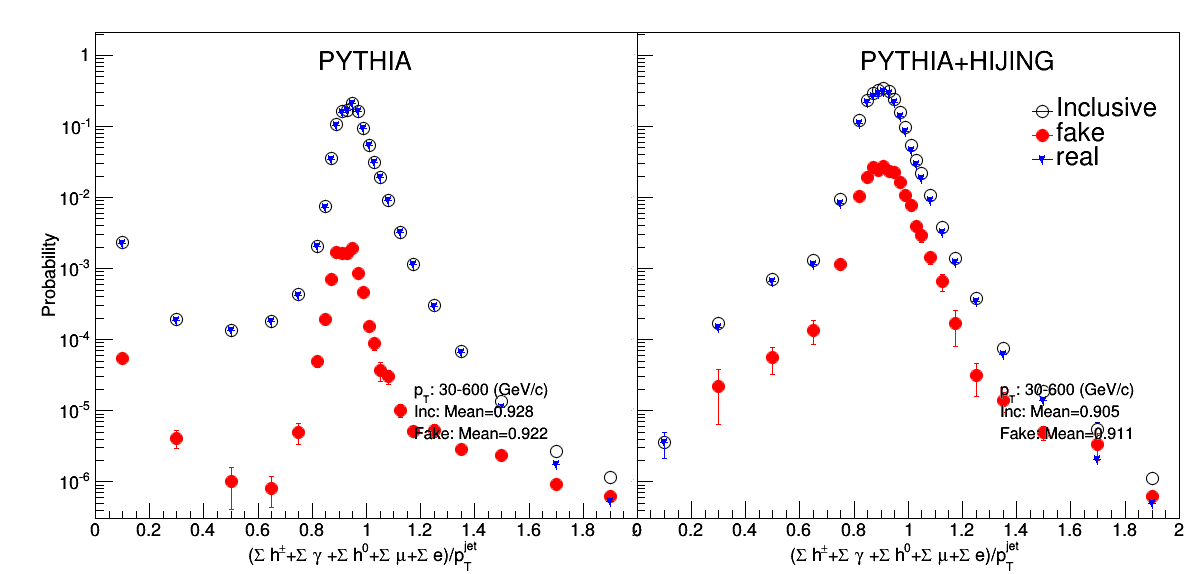 PYTHIA
PYTHIA+HIJING
Inclusive
fake
real
Probability
1
10^-1
10^-2
10^-3
10^-4
10^-5
10^-6
p_T: 30-600 (GeV/c)
Inc: Mean=0.928
Fake: Mean=0.922
p_T: 30-600 (GeV/c)
Inc: Mean=0.905
Fake: Mean=0.911
0 0.2 0.4 0.6 0.8 1 1.2 1.4 1.6 1.8
0.2 0.4 0.6 0.8 1 1.2 1.4 1.6 1.8 2
(Σ h^±+Σ γ +Σ h^0+Σ μ+Σ e)/p_T^jet
(Σ h^±+Σ γ +Σ h^0+Σ μ+Σ e)/p_T^jet